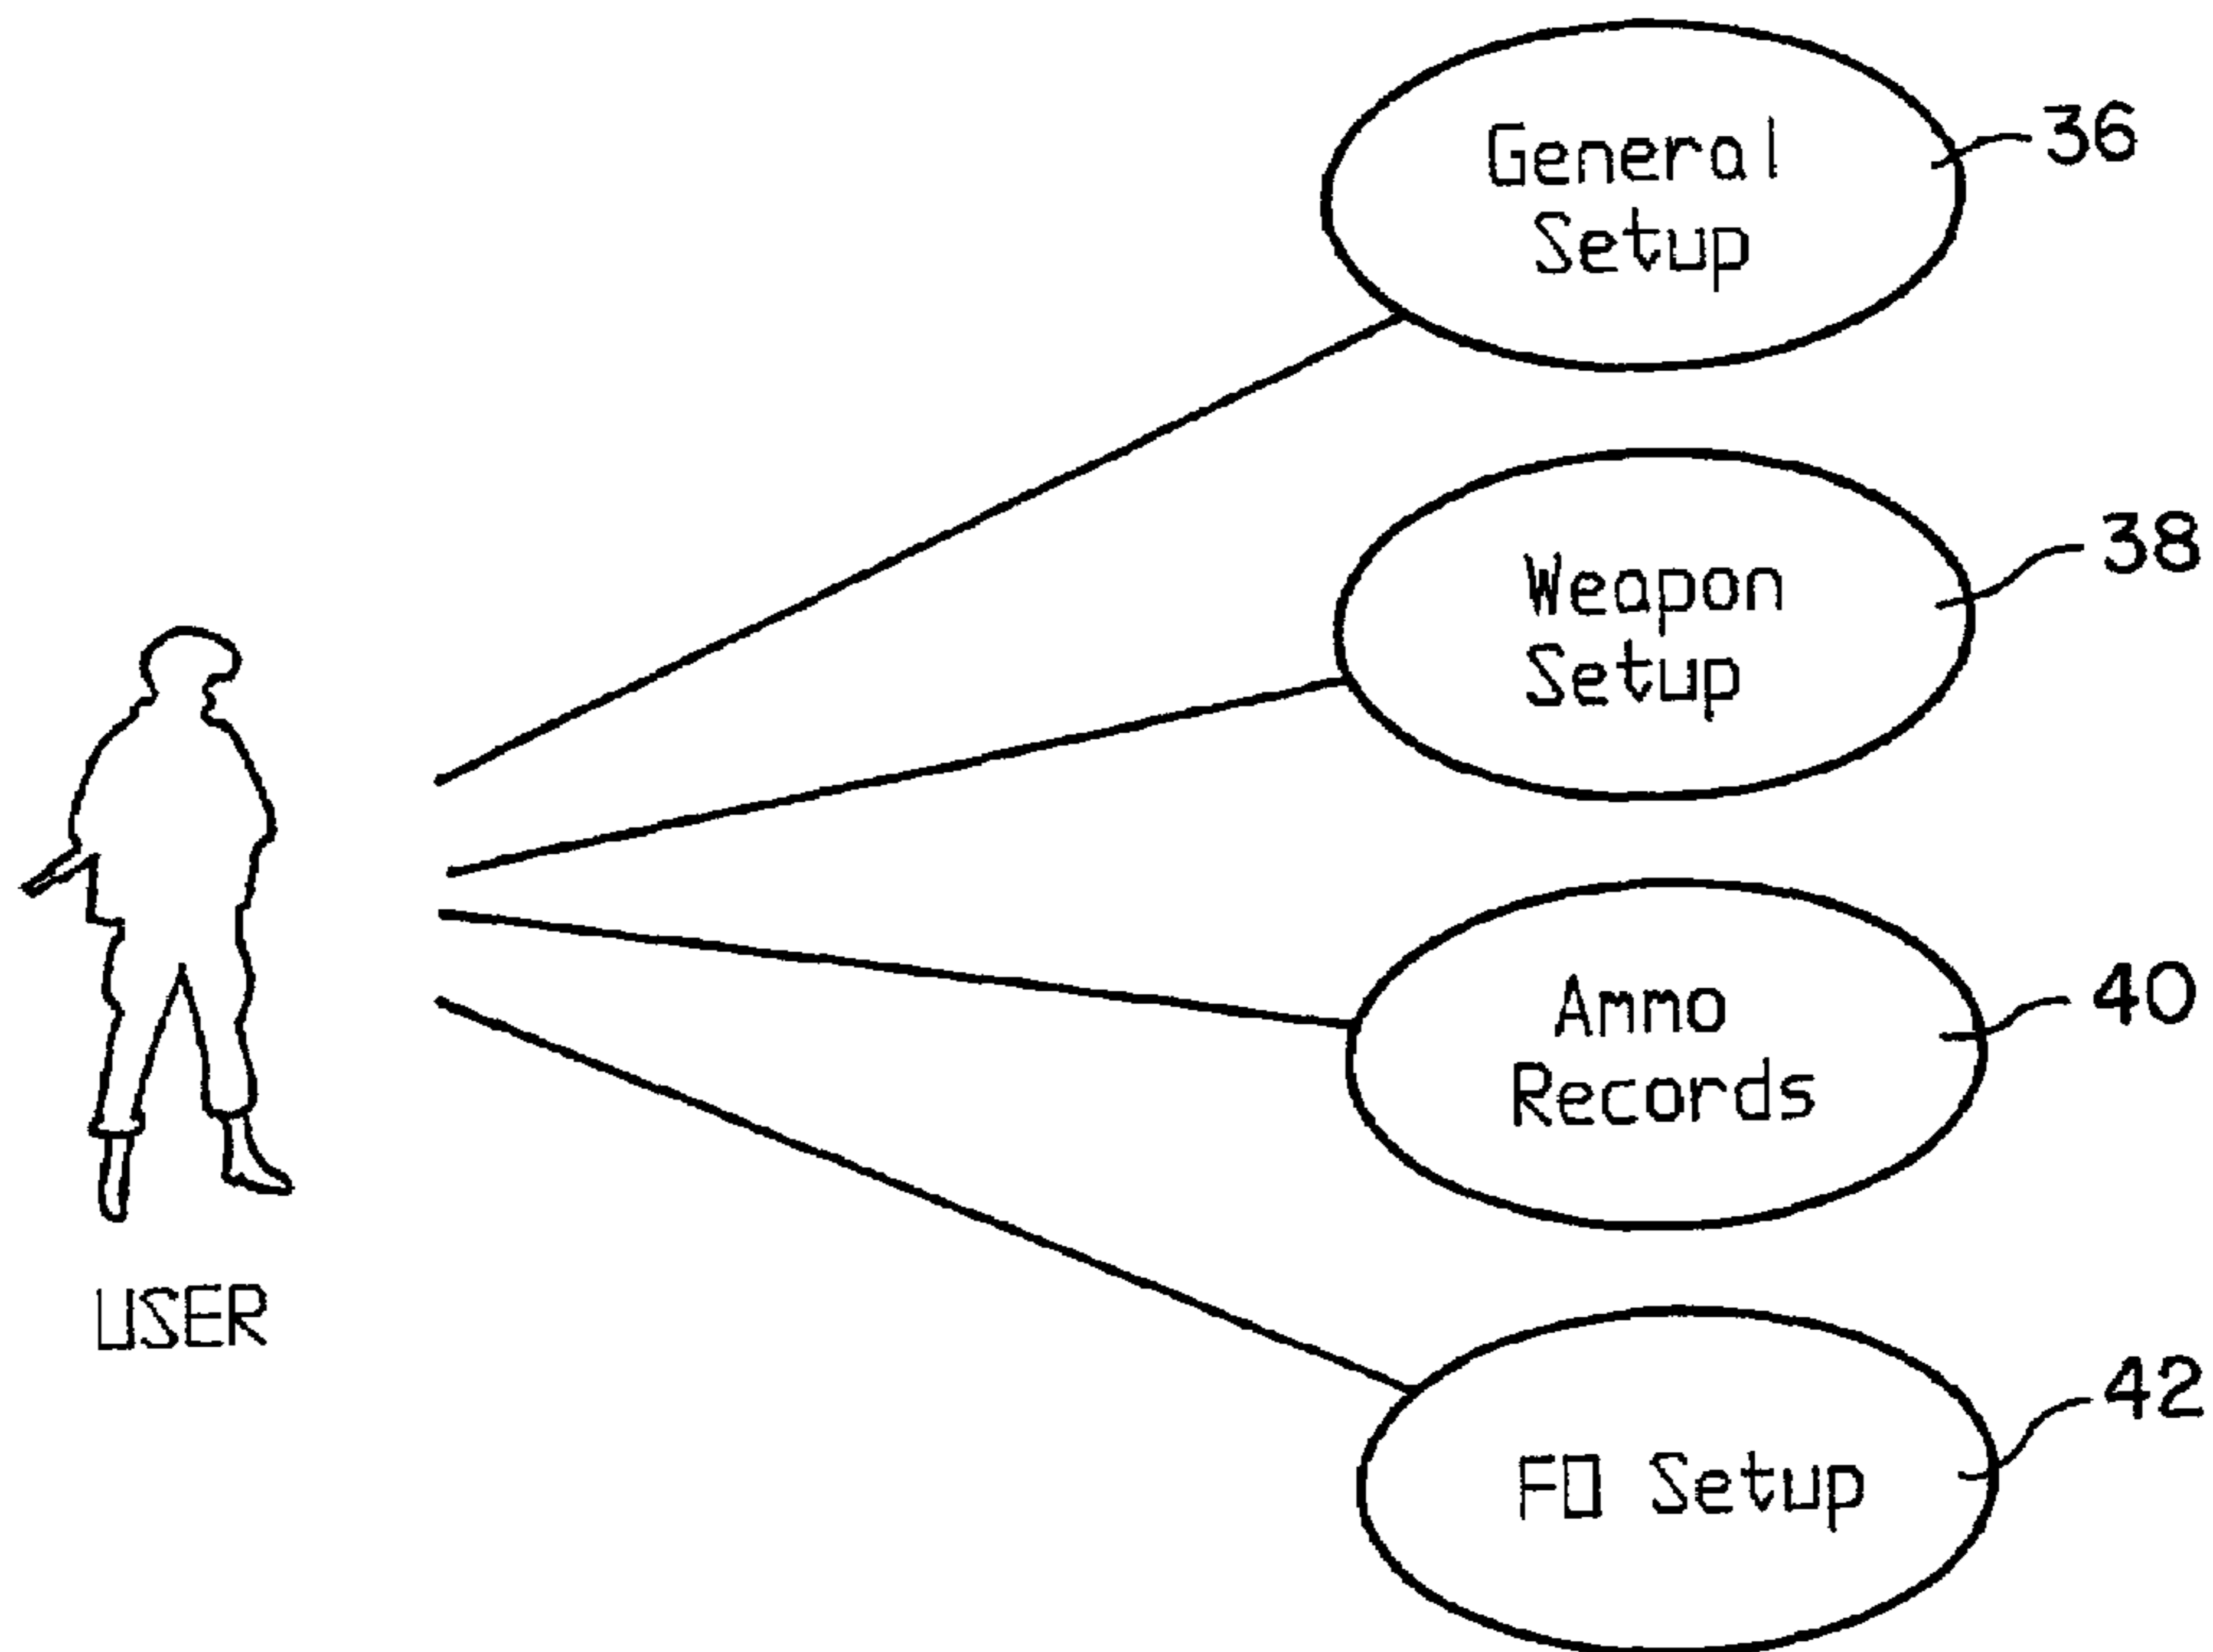 General
Setup
36
Weapon
Setup
38
Ammo
Records
40
FO Setup
42
USER